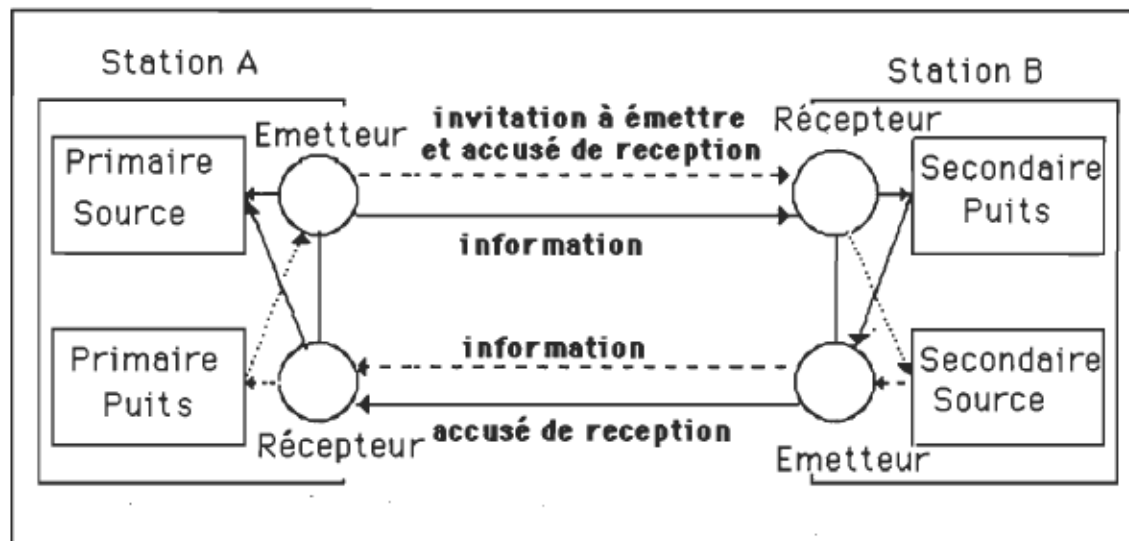 Station A
Station B
Emetteur
invitation à émettre
et accusé de reception
Récepteur
Primaire
Source
Secondaire
Puits
information
Primaire
Puits
information
Secondaire
Source
accusé de reception
Récepteur
Emetteur